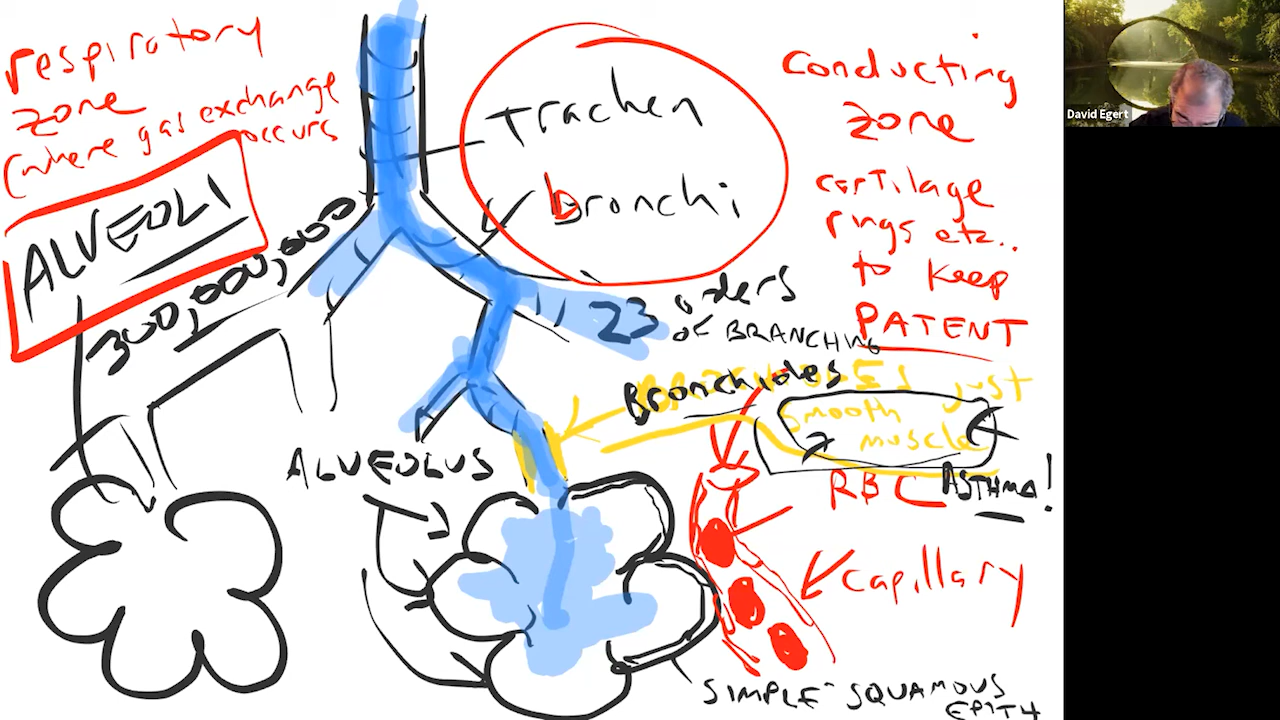 respiratory
zone
(where gas exchange
occurs
ALVEOLI
300,000,000
Trachea
bronchi
Conducting
zone
cartilage
rings etc..
to keep
PATENT
23 orders
OF BRANCHING
Bronchioles
just
smooth
muscle
ASTHMA!
ALVEOLUS
RBC
Capillary
SIMPLE SQUAMOUS
EPITH
David Egert